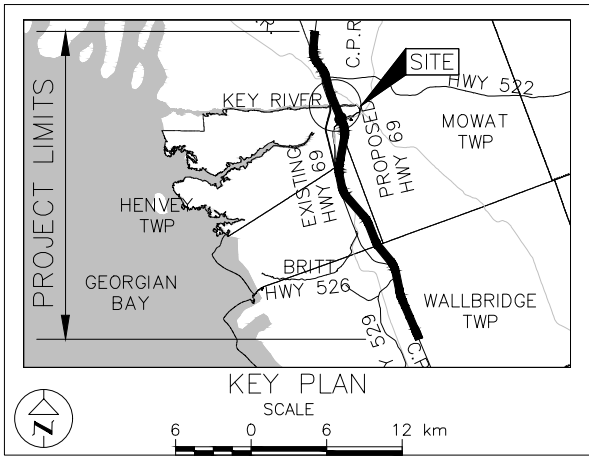 C.P.R
SITE
HWY 522
KEY RIVER
MOWAT
TWP
PROJECT LIMITS
EXISTING
HWY 69
PROPOSED
HWY 69
HENVEY
TWP
BRITT
HWY 526
GEORGIAN
BAY
WALLBRIDGE
TWP
Y 529
C.P
KEY PLAN
SCALE
N
6 0 6 12 km